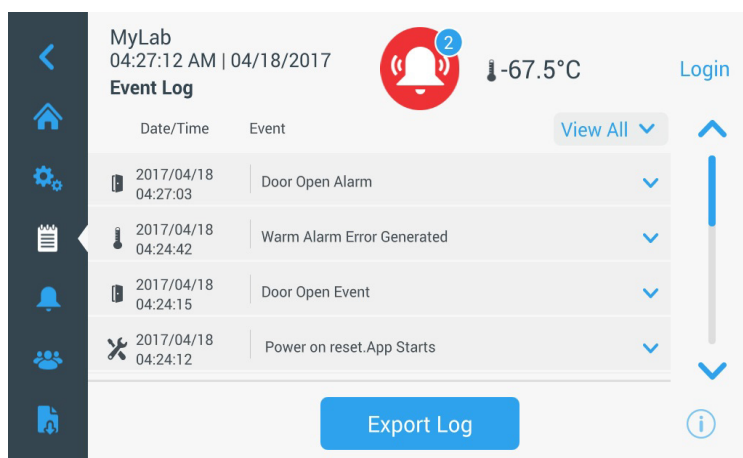 MyLab
04:27:12 AM | 04/18/2017
Event Log
2
-67.5°C
Login
Date/Time Event View All
2017/04/18
04:27:03
Door Open Alarm
2017/04/18
04:24:42
Warm Alarm Error Generated
2017/04/18
04:24:15
Door Open Event
2017/04/18
04:24:12
Power on reset.App Starts
Export Log
i